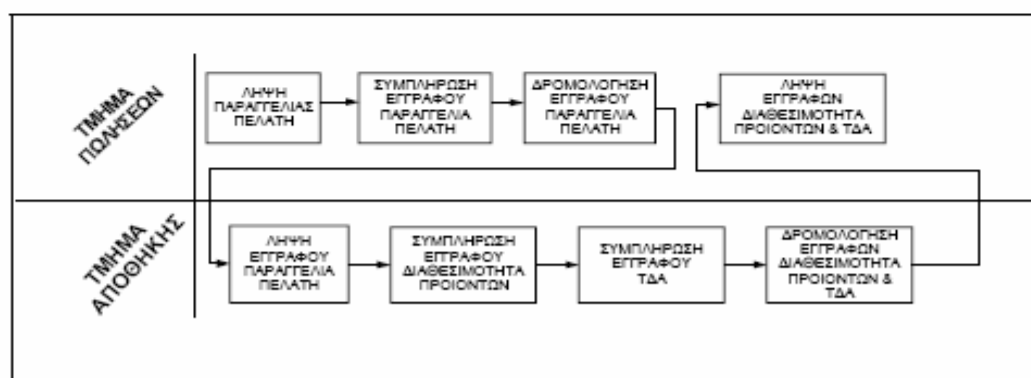 ΤΜΗΜΑ
ΠΩΛΗΣΕΩΝ
ΛΗΨΗ
ΠΑΡΑΓΓΕΛΙΑΣ
ΠΕΛΑΤΗ
ΣΥΜΠΛΗΡΩΣΗ
ΕΓΓΡΑΦΟΥ
ΠΑΡΑΓΓΕΛΙΑ
ΠΕΛΑΤΗ
ΔΡΟΜΟΛΟΓΗΣΗ
ΕΓΓΡΑΦΟΥ
ΠΑΡΑΓΓΕΛΙΑ
ΠΕΛΑΤΗ
ΛΗΨΗ
ΕΓΓΡΑΦΩΝ
ΔΙΑΘΕΣΙΜΟΤΗΤΑ
ΠΡΟΙΟΝΤΩΝ & ΤΔΑ
ΤΜΗΜΑ
ΑΠΟΘΗΚΗΣ
ΛΗΨΗ
ΕΓΓΡΑΦΟΥ
ΠΑΡΑΓΓΕΛΙΑ
ΠΕΛΑΤΗ
ΣΥΜΠΛΗΡΩΣΗ
ΕΓΓΡΑΦΟΥ
ΔΙΑΘΕΣΙΜΟΤΗΤΑ
ΠΡΟΙΟΝΤΩΝ
ΣΥΜΠΛΗΡΩΣΗ
ΕΓΓΡΑΦΟΥ
ΤΔΑ
ΔΡΟΜΟΛΟΓΗΣΗ
ΕΓΓΡΑΦΩΝ
ΔΙΑΘΕΣΙΜΟΤΗΤΑ
ΠΡΟΙΟΝΤΩΝ &
ΤΔΑ